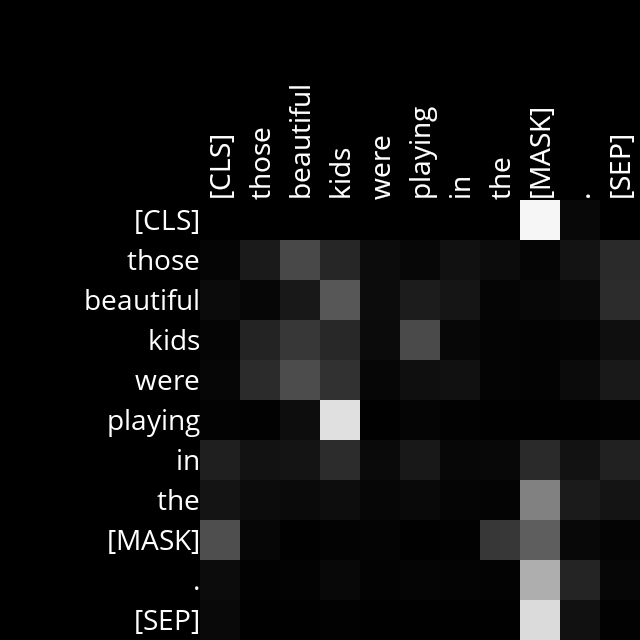 [CLS] those beautiful kids were playing in the [MASK] . [SEP]
[CLS]
those
beautiful
kids
were
playing
in
the
[MASK]
.
[SEP]